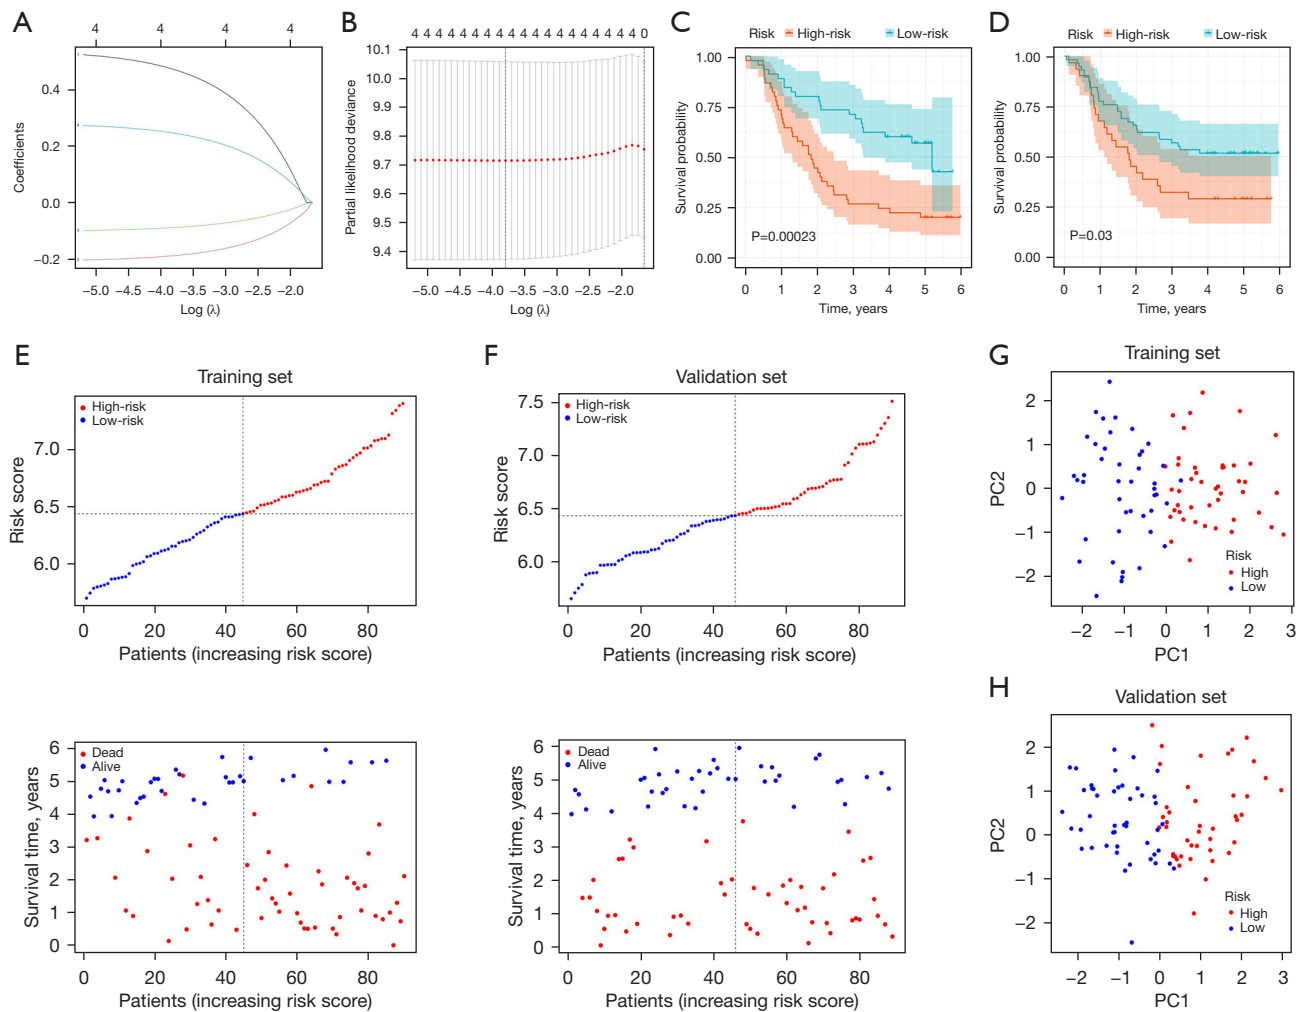 A
4 4 4 4
Coefficients
0.4
0.2
0.0
−0.2
−5.0 −4.5 −4.0 −3.5 −3.0 −2.5 −2.0
Log (λ)
B
4 4 4 4 4 4 4 4 4 4 4 4 4 4 4 4 4 4 4 0
Partial likelihood deviance
10.1
10.0
9.9
9.8
9.7
9.6
9.5
9.4
−5.0 −4.5 −4.0 −3.5 −3.0 −2.5 −2.0
Log (λ)
C
Risk High-risk Low-risk
Survival probability
1.00
0.75
0.50
0.25
0.00
P=0.00023
0 1 2 3 4 5 6
Time, years
D
Risk High-risk Low-risk
Survival probability
1.00
0.75
0.50
0.25
0.00
P=0.03
0 1 2 3 4 5 6
Time, years
E
Training set
High-risk
Low-risk
Risk score
7.0
6.5
6.0
0 20 40 60 80
Patients (increasing risk score)
Dead
Alive
Survival time, years
6
5
4
3
2
1
0
0 20 40 60 80
Patients (increasing risk score)
F
Validation set
High-risk
Low-risk
Risk score
7.5
7.0
6.5
6.0
0 20 40 60 80
Patients (increasing risk score)
Dead
Alive
Survival time, years
6
5
4
3
2
1
0
0 20 40 60 80
Patients (increasing risk score)
G
Training set
PC2
2
1
0
−1
−2
Risk
High
Low
−2 −1 0 1 2 3
PC1
H
Validation set
PC2
2
1
0
−1
−2
Risk
High
Low
−2 −1 0 1 2 3
PC1